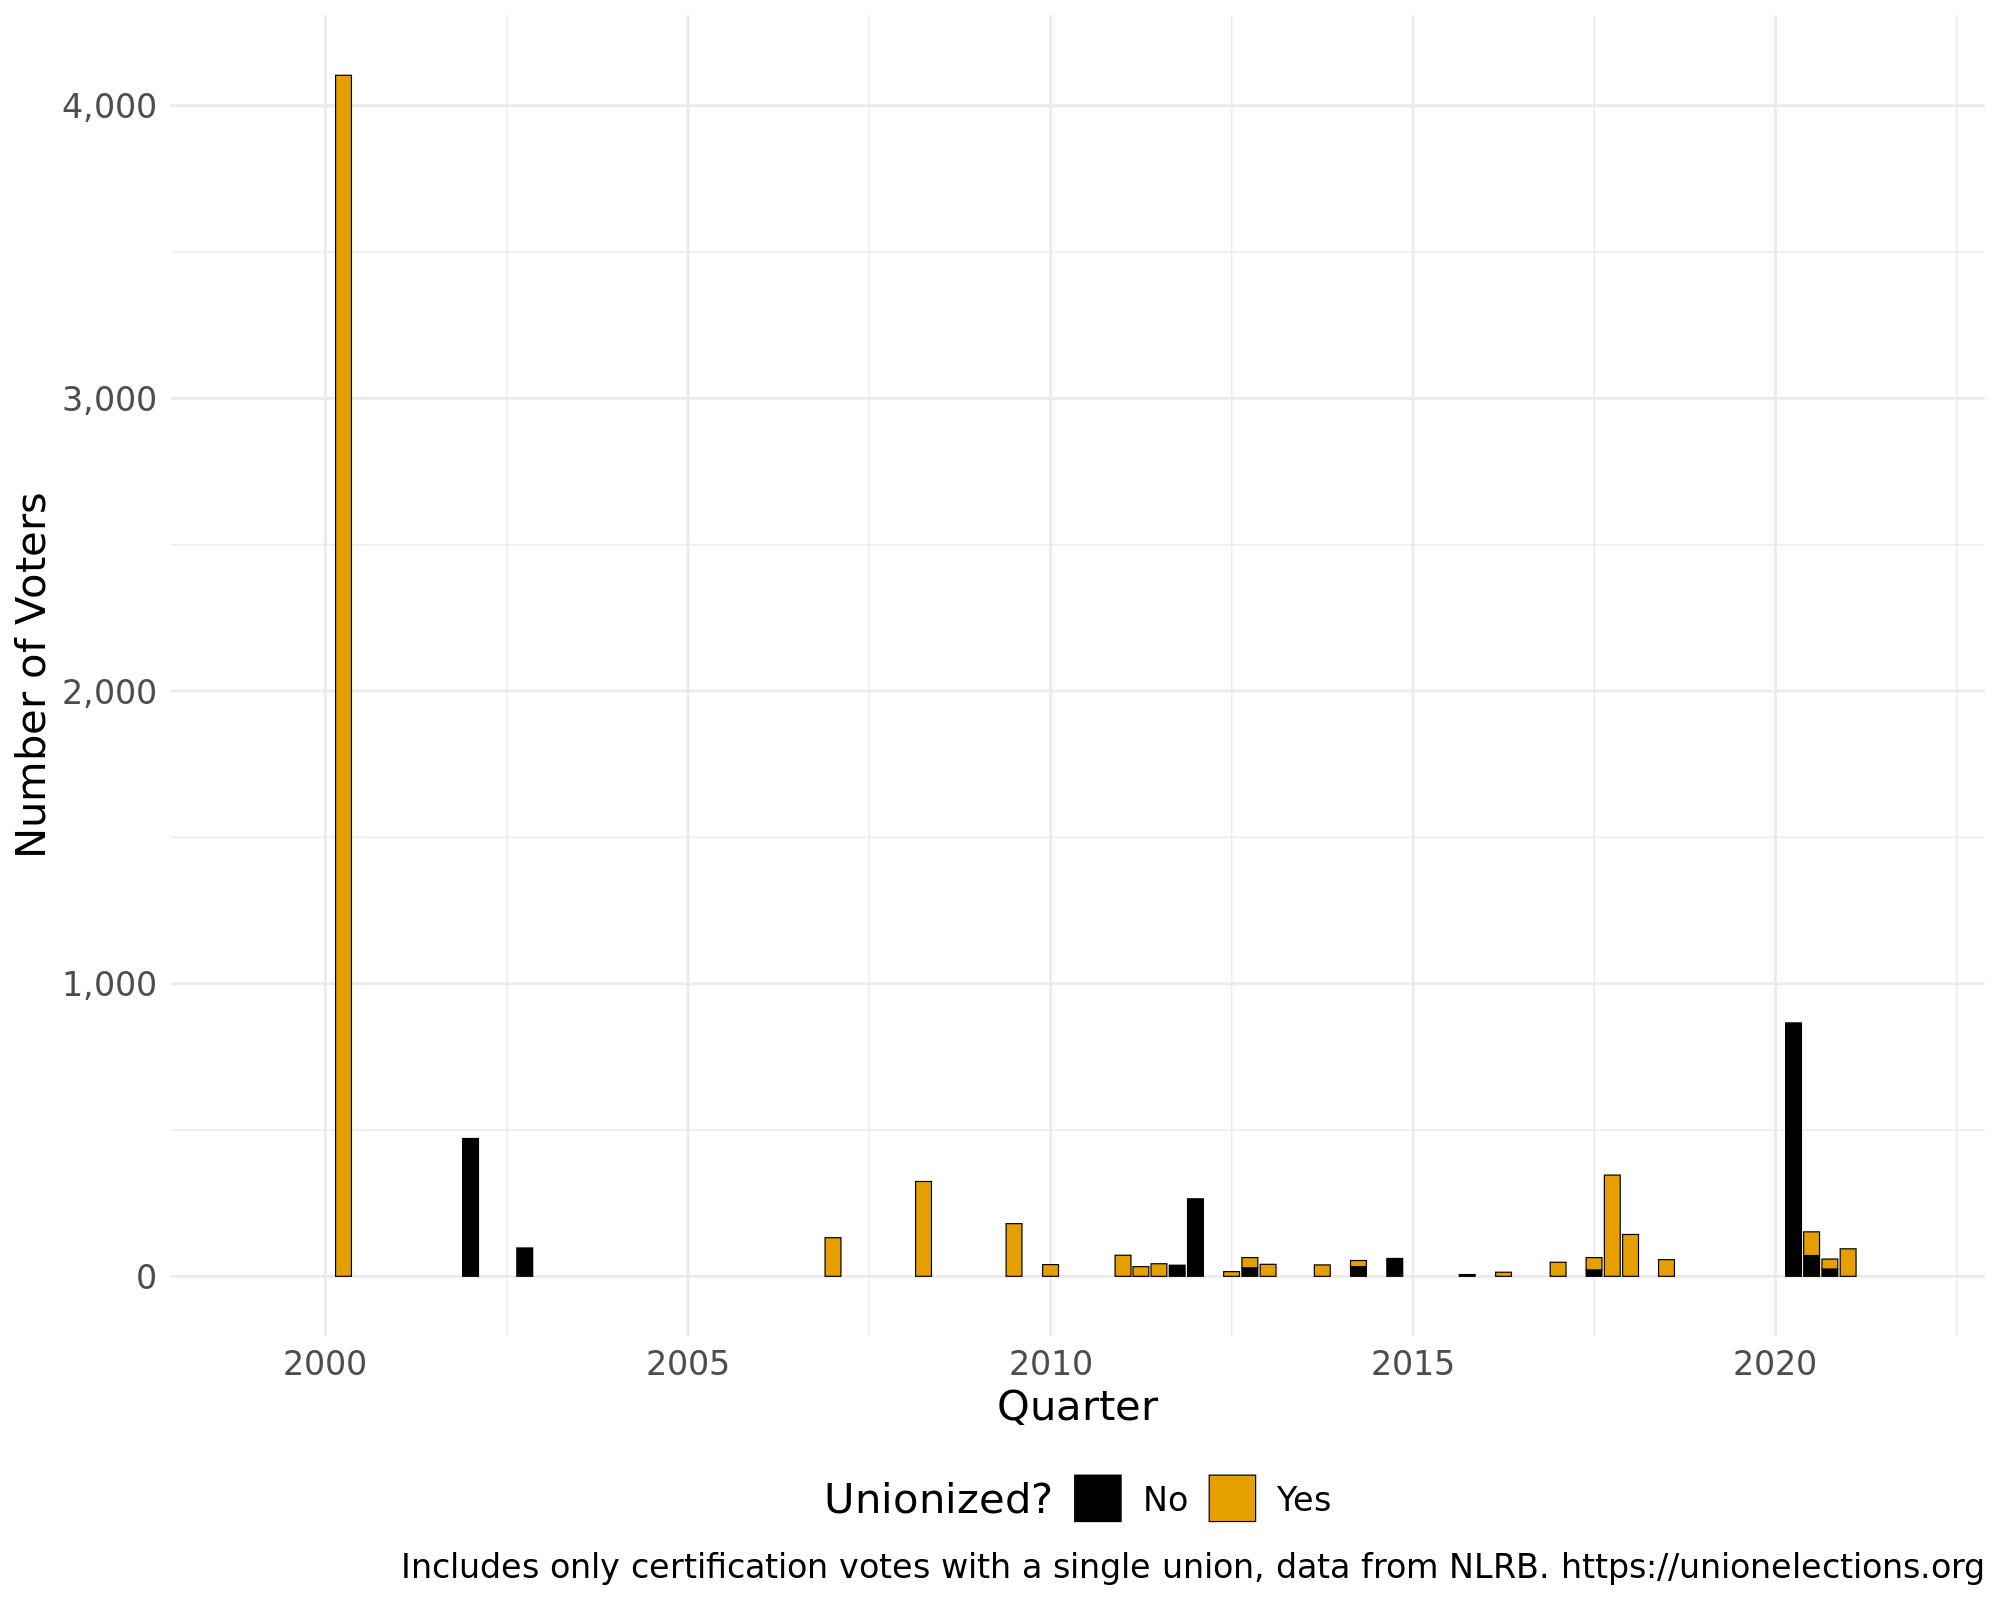 Number of Voters
4,000
3,000
2,000
1,000
0
2000 2005 2010 2015 2020
Quarter
Unionized? No Yes
Includes only certification votes with a single union, data from NLRB. https://unionelections.org